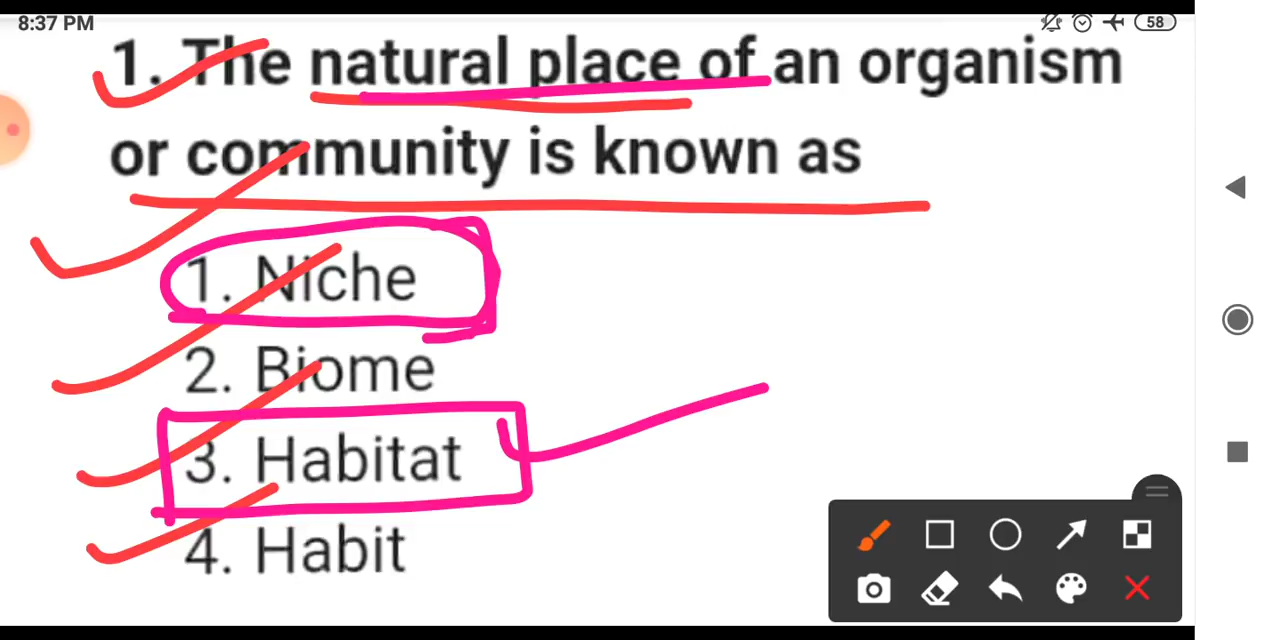 8:37 PM
58
1. The natural place of an organism
or community is known as
1. Niche
2. Biome
3. Habitat
4. Habit